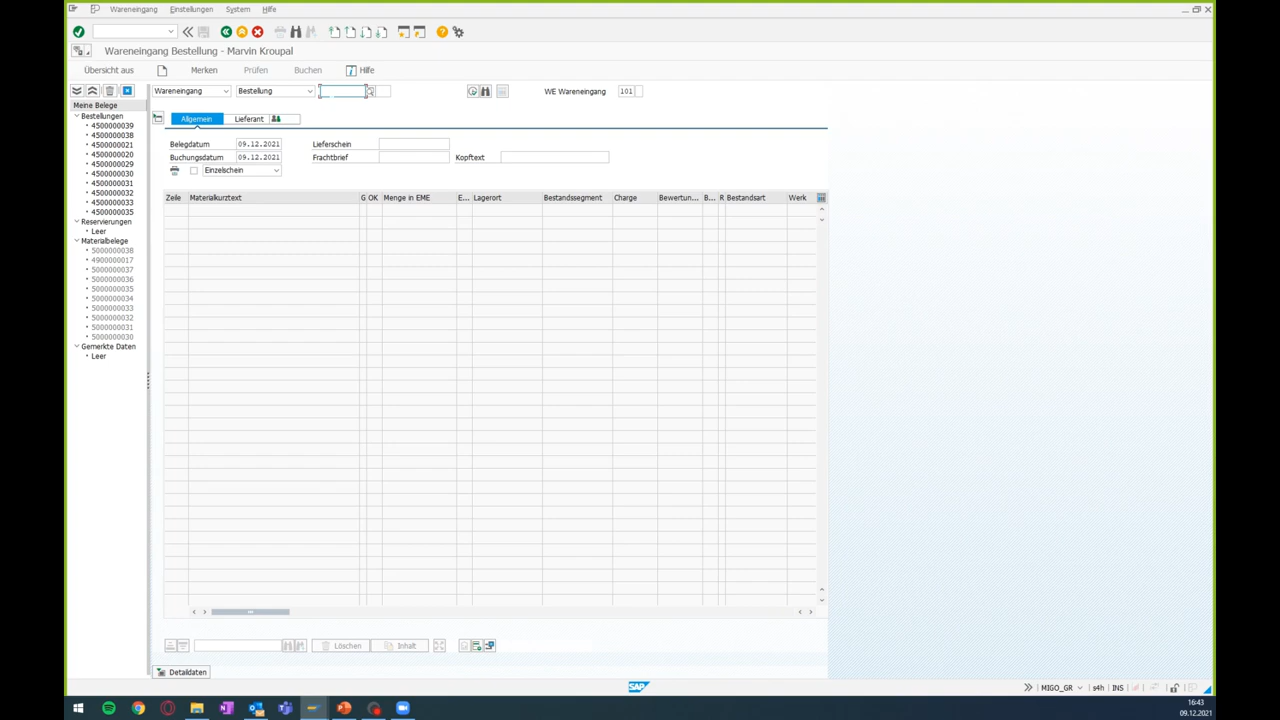 Wareneingang Einstellungen System Hilfe
Wareneingang Bestellung - Marvin Kroupal
Übersicht aus Merken Prüfen Buchen Hilfe
Wareneingang Bestellung WE Wareneingang 101
Meine Belege
Bestellungen
4500000039
4500000038
4500000021
4500000020
4500000029
4500000030
4500000031
4500000032
4500000033
4500000035
Reservierungen
Leer
Materialbelege
5000000038
4900000017
5000000037
5000000036
5000000035
5000000034
5000000033
5000000032
5000000031
5000000030
Gemerkte Daten
Leer
Allgemein Lieferant
Belegdatum 09.12.2021 Lieferschein
Buchungsdatum 09.12.2021 Frachtbrief Kopftext
Einzelschein
Zeile Materialkurztext G OK Menge in EME E... Lagerort Bestandssegment Charge Bewertun... B... R Bestandsart Werk
Löschen Inhalt
Detaildaten
SAP MIGO_GR s4h INS
16:43
09.12.2021